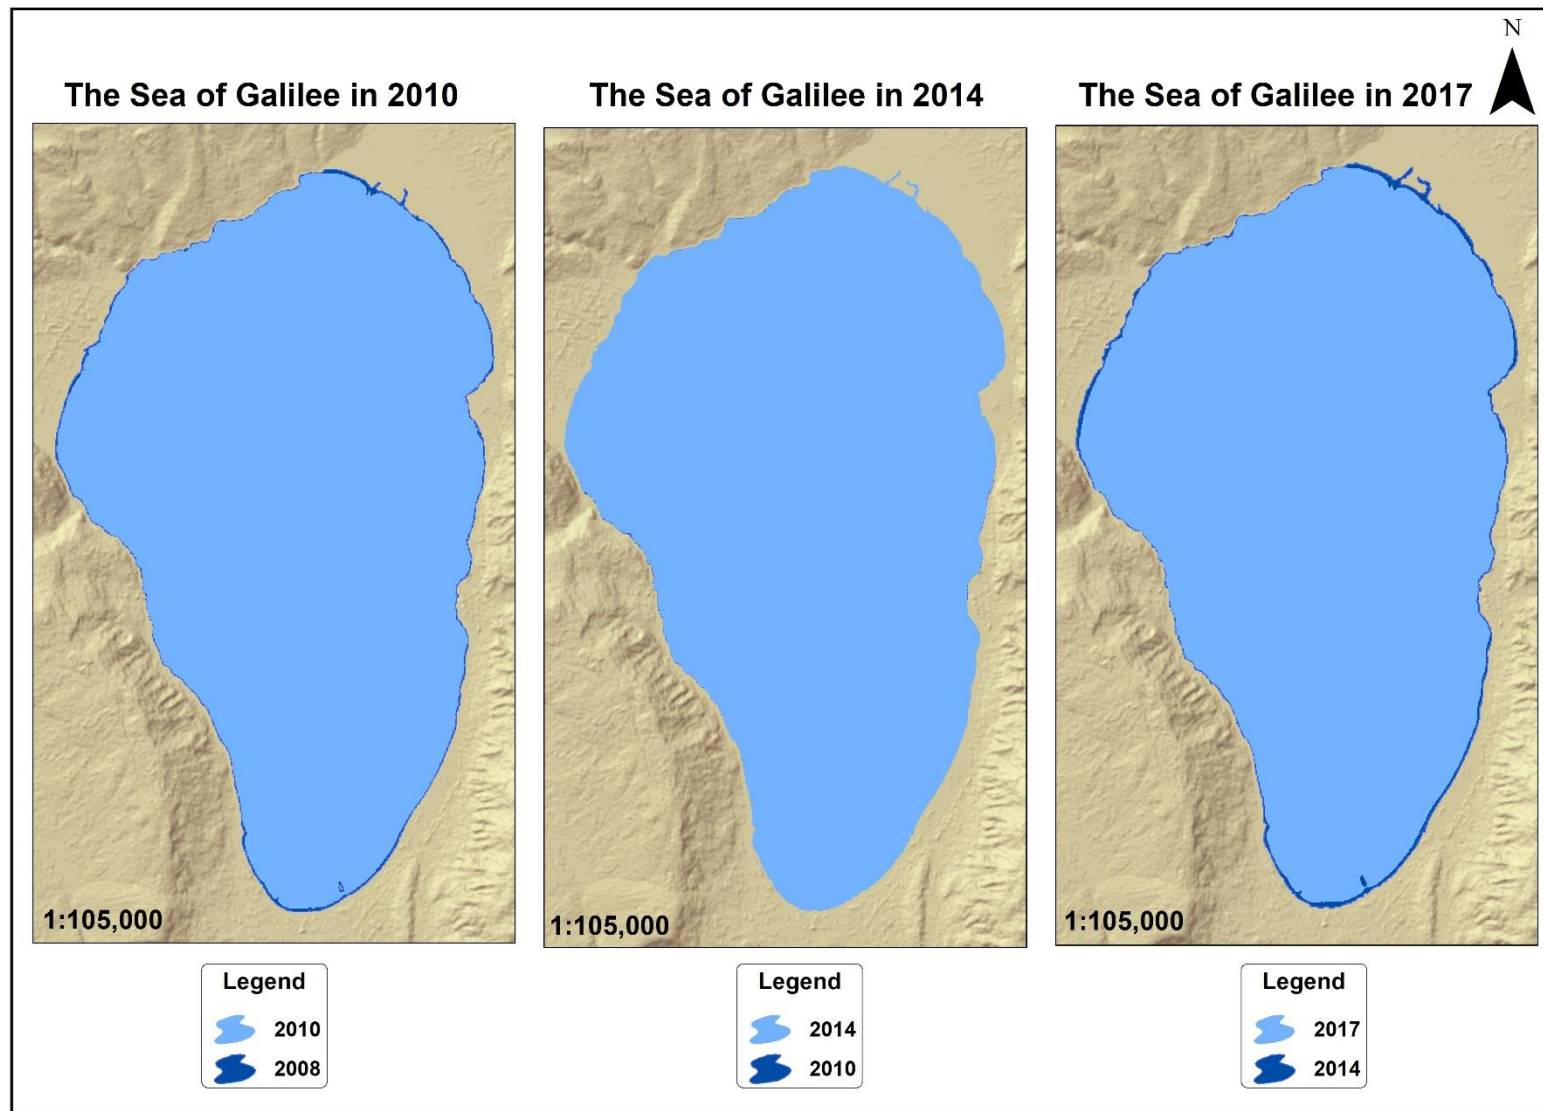 N
The Sea of Galilee in 2010
The Sea of Galilee in 2014
The Sea of Galilee in 2017
1:105,000
1:105,000
1:105,000
Legend
2010
2008
Legend
2014
2010
Legend
2017
2014